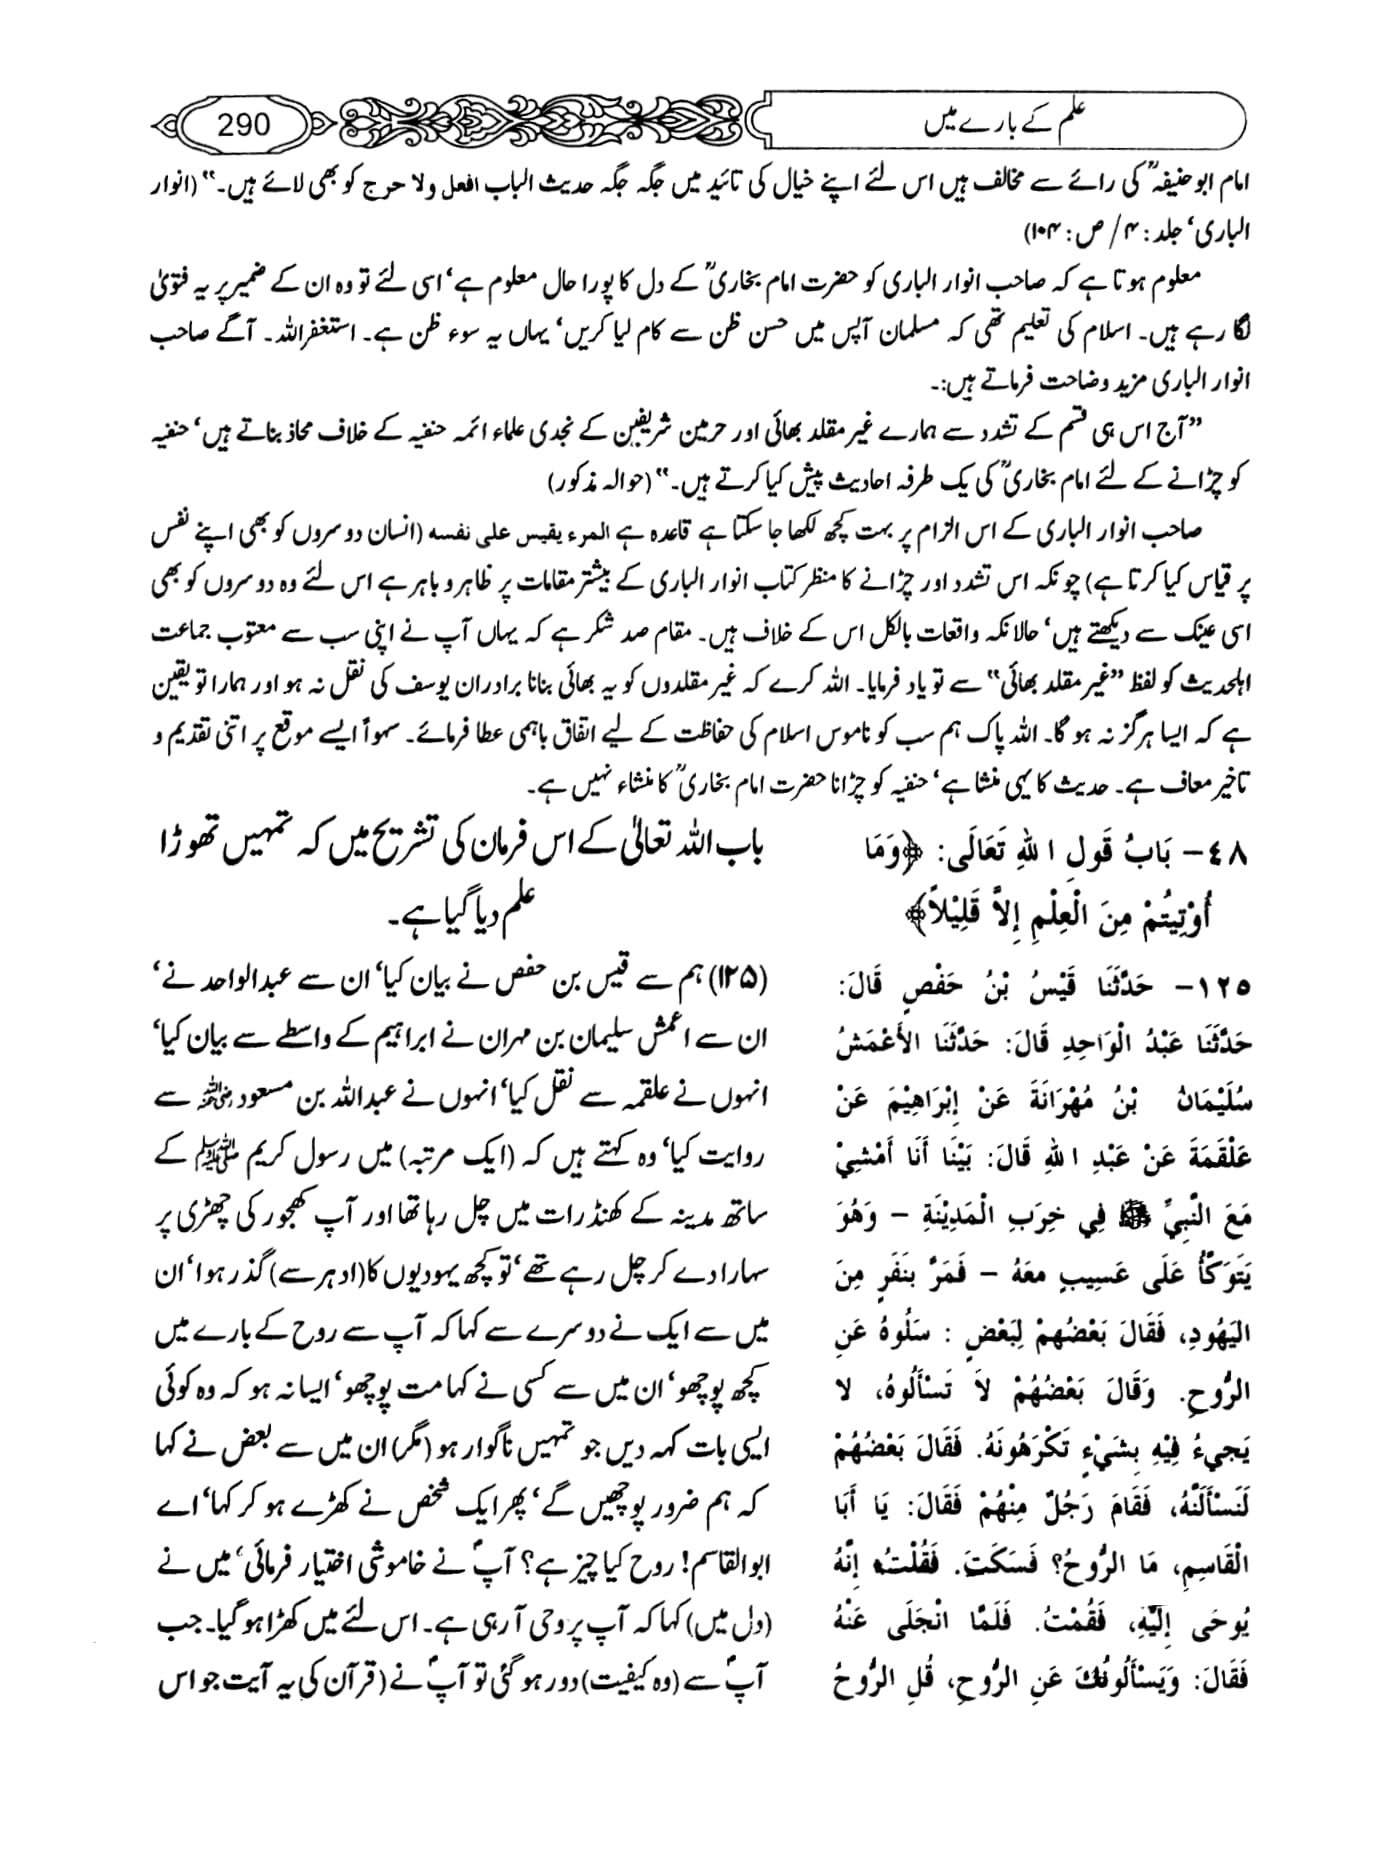 علم کے بارے میں
290
امام ابو حنیفہؒ کی رائے سے مخالف ہیں اس لئے اپنے خیال کی تائید میں جگہ جگہ حدیث الباب افعل ولا حرج کو بھی لائے ہیں۔‘‘ (انوار
الباری‘ جلد : ۴/ ص : ۱۰۴)
معلوم ہوتا ہے کہ صاحب انوار الباری کو حضرت امام بخاریؒ کے دل کا پورا حال معلوم ہے‘ اسی لئے تو وہ ان کے ضمیر پر یہ فتویٰ
لگا رہے ہیں۔ اسلام کی تعلیم تھی کہ مسلمان آپس میں حسن ظن سے کام لیا کریں‘ یہاں یہ سوء ظن ہے۔ استغفراللہ۔ آگے صاحب
انوار الباری مزید وضاحت فرماتے ہیں:۔
’’آج اس ہی قسم کے تشدد سے ہمارے غیر مقلد بھائی اور حرمین شریفین کے نجدی علماء ائمہ حنفیہ کے خلاف محاذ بناتے ہیں‘ حنفیہ
کو چڑانے کے لئے امام بخاریؒ کی یک طرفہ احادیث پیش کیا کرتے ہیں۔‘‘ (حوالہ مذکور)
صاحب انوار الباری کے اس الزام پر بہت کچھ لکھا جا سکتا ہے قاعدہ ہے المرء یقیس علی نفسہ (انسان دوسروں کو بھی اپنے نفس
پر قیاس کیا کرتا ہے) چونکہ اس تشدد اور چڑانے کا منظر کتاب انوار الباری کے بیشتر مقامات پر ظاہر و باہر ہے اس لئے وہ دوسروں کو بھی
اسی عینک سے دیکھتے ہیں‘ حالانکہ واقعات بالکل اس کے خلاف ہیں۔ مقام صد شکر ہے کہ یہاں آپ نے اپنی سب سے معتوب جماعت
اہلحدیث کو لفظ ’’غیر مقلد بھائی‘‘ سے تو یاد فرمایا۔ اللہ کرے کہ غیر مقلدوں کو یہ بھائی بنانا برادران یوسف کی نقل نہ ہو اور ہمارا تو یقین
ہے کہ ایسا ہرگز نہ ہو گا۔ اللہ پاک ہم سب کو ناموس اسلام کی حفاظت کے لیے اتفاق باہمی عطا فرمائے۔ سہواً ایسے موقع پر اتنی تقدیم و
تاخیر معاف ہے۔ حدیث کا یہی منشا ہے‘ حنفیہ کو چڑانا حضرت امام بخاریؒ کا منشاء نہیں ہے۔
٤٨- بَابُ قَولِ اللهِ تَعَالَى: ﴿وَمَا
أُوْتِيتُمْ مِنَ الْعِلْمِ إِلاَّ قَلِيْلاً﴾
١٢٥- حَدَّثَنَا قَيْسُ بْنُ حَفْصٍ قَالَ:
حَدَّثَنَا عَبْدُ الْوَاحِدِ قَالَ: حَدَّثَنَا الأَعْمَشُ
سُلَيْمَانُ بْنُ مُهْرَانَةَ عَنْ إِبْرَاهِيْمَ عَنْ
عَلْقَمَةَ عَنْ عَبْدِ اللهِ قَالَ: بَيْنَا أَنَا أَمْشِيْ
مَعَ النَّبِيِّ ﷺ فِي خِرَبِ الْمَدِيْنَةِ – وَهُوَ
يَتَوَكَّأُ عَلَى عَسِيبٍ معَهُ – فَمَرَّ بنَفَرٍ مِنَ
اليَهُودِ، فَقَالَ بَعْضُهُمْ لِبَعْضٍ : سَلُوهُ عَنِ
الرُّوحِ. وَقَالَ بَعْضُهُمْ لاَ تَسْأَلُوهُ، لا
يَجيءُ فِيْهِ بِشَيْءٍ تَكْرَهُونَهُ. فَقَالَ بَعْضُهُمْ
لَنَسْأَلَنَّهُ، فَقَامَ رَجُلٌ مِنْهُمْ فَقَالَ: يَا أَبَا
الْقَاسِمِ، مَا الرُّوحُ؟ فَسَكَتَ. فَقُلْتُ إِنَّهُ
يُوحَى إِلَيْهِ، فَقُمْتُ. فَلَمَّا انْجَلَى عَنْهُ
فَقَالَ: وَيَسْأَلُونُكَ عَنِ الرُّوحِ، قُلِ الرُّوحُ
باب اللہ تعالیٰ کے اس فرمان کی تشریح میں کہ تمہیں تھوڑا
علم دیا گیا ہے۔
(۱۲۵) ہم سے قیس بن حفص نے بیان کیا‘ ان سے عبدالواحد نے‘
ان سے اعمش سلیمان بن مہران نے ابراہیم کے واسطے سے بیان کیا‘
انہوں نے علقمہ سے نقل کیا‘ انہوں نے عبداللہ بن مسعود رضی اللہ عنہ سے
روایت کیا‘ وہ کہتے ہیں کہ (ایک مرتبہ) میں رسول کریم ﷺ کے
ساتھ مدینہ کے کھنڈرات میں چل رہا تھا اور آپ کھجور کی چھڑی پر
سہارا دے کر چل رہے تھے‘ تو کچھ یہودیوں کا (ادھر سے) گذر ہوا‘ ان
میں سے ایک نے دوسرے سے کہا کہ آپ سے روح کے بارے میں
کچھ پوچھو‘ ان میں سے کسی نے کہا مت پوچھو‘ ایسا نہ ہو کہ وہ کوئی
ایسی بات کہہ دیں جو تمہیں ناگوار ہو (مگر) ان میں سے بعض نے کہا
کہ ہم ضرور پوچھیں گے‘ پھر ایک شخص نے کھڑے ہو کر کہا‘ اے
ابوالقاسم! روح کیا چیز ہے؟ آپؐ نے خاموشی اختیار فرمائی‘ میں نے
(دل میں) کہا کہ آپ پر وحی آ رہی ہے۔ اس لئے میں کھڑا ہو گیا۔ جب
آپؐ سے (وہ کیفیت) دور ہو گئی تو آپؐ نے (قرآن کی یہ آیت جو اس